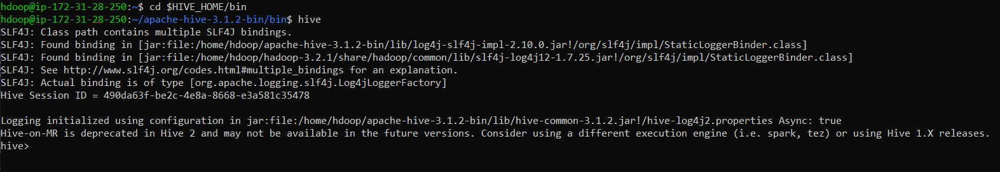 hdoop@ip-172-31-28-250:~$ cd $HIVE_HOME/bin
hdoop@ip-172-31-28-250:~/apache-hive-3.1.2-bin/bin$ hive
SLF4J: Class path contains multiple SLF4J bindings.
SLF4J: Found binding in [jar:file:/home/hdoop/apache-hive-3.1.2-bin/lib/log4j-slf4j-impl-2.10.0.jar!/org/slf4j/impl/StaticLoggerBinder.class]
SLF4J: Found binding in [jar:file:/home/hdoop/hadoop-3.2.1/share/hadoop/common/lib/slf4j-log4j12-1.7.25.jar!/org/slf4j/impl/StaticLoggerBinder.class]
SLF4J: See http://www.slf4j.org/codes.html#multiple_bindings for an explanation.
SLF4J: Actual binding is of type [org.apache.logging.slf4j.Log4jLoggerFactory]
Hive Session ID = 490da63f-be2c-4e8a-8668-e3a581c35478
Logging initialized using configuration in jar:file:/home/hdoop/apache-hive-3.1.2-bin/lib/hive-common-3.1.2.jar!/hive-log4j2.properties Async: true
Hive-on-MR is deprecated in Hive 2 and may not be available in the future versions. Consider using a different execution engine (i.e. spark, tez) or using Hive 1.X releases.
hive>